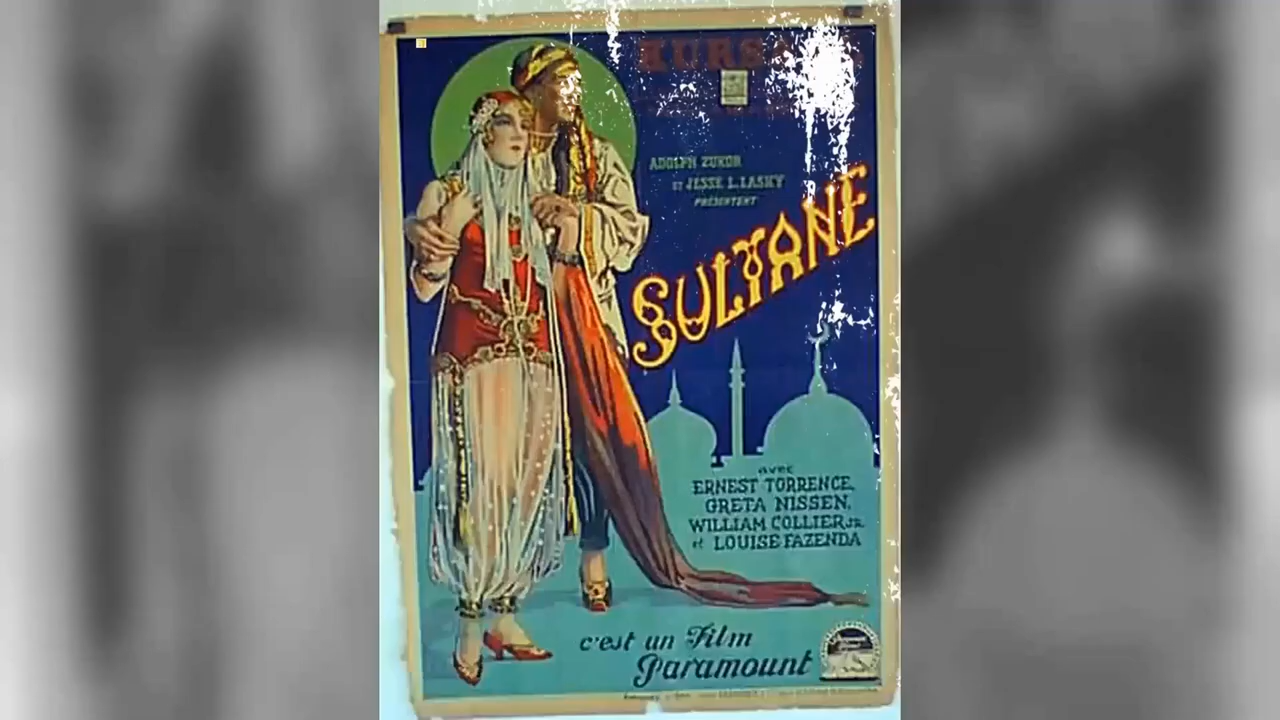 ADOLPH ZUKOR
ET JESSE L. LASKY
PRÉSENTENT
SULTANE
avec
ERNEST TORRENCE,
GRETA NISSEN,
WILLIAM COLLIER JR.
et LOUISE FAZENDA
c'est un Film
Paramount